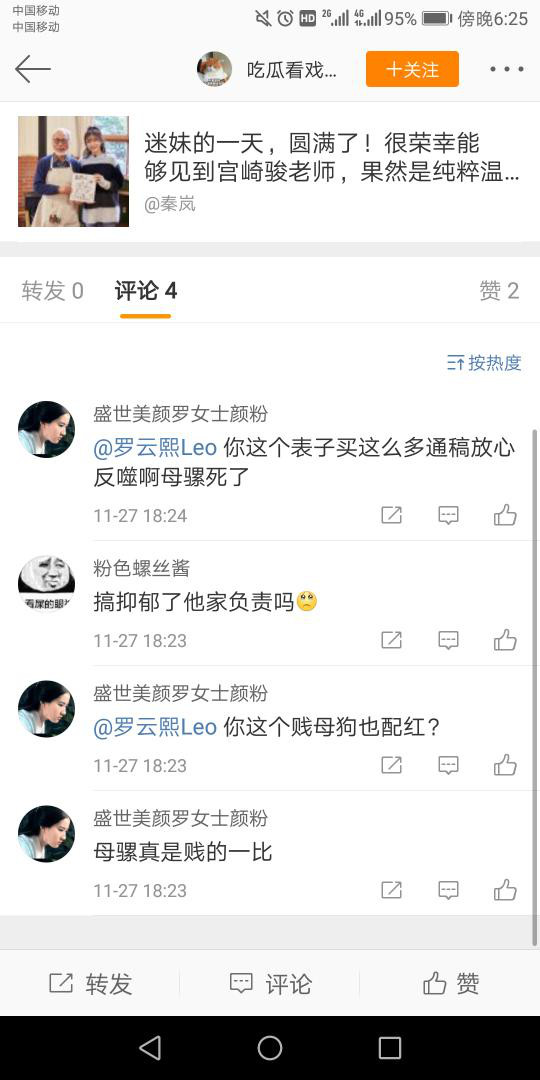 中国移动
中国移动
HD 2G 4G 95% 傍晚6:25
吃瓜看戏...
＋关注
迷妹的一天，圆满了！很荣幸能
够见到宫崎骏老师，果然是纯粹温...
@秦岚
转发 0 评论 4 赞 2
按热度
盛世美颜罗女士颜粉
@罗云熙Leo 你这个表子买这么多通稿放心
反噬啊母骡死了
11-27 18:24
粉色螺丝酱
搞抑郁了他家负责吗
11-27 18:23
盛世美颜罗女士颜粉
@罗云熙Leo 你这个贱母狗也配红？
11-27 18:23
盛世美颜罗女士颜粉
母骡真是贱的一比
11-27 18:23
转发 评论 赞